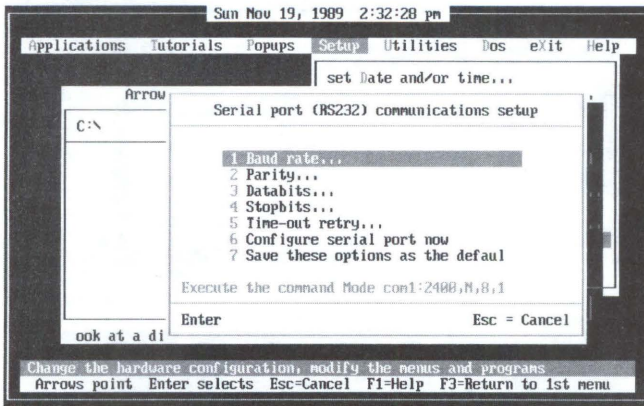 Sun Nov 19, 1989 2:32:28 pm
Applications Tutorials Popups Setup Utilities Dos eXit Help
set Date and/or time...
Arrow
C:\
Serial port (RS232) communications setup
1 Baud rate...
2 Parity...
3 Databits...
4 Stopbits...
5 Time-out retry...
6 Configure serial port now
7 Save these options as the defaul
Execute the command Mode com1:2400,N,8,1
Enter Esc = Cancel
ook at a di
Change the hardware configuration, modify the menus and programs
Arrows point Enter selects Esc=Cancel F1=Help F3=Return to 1st menu